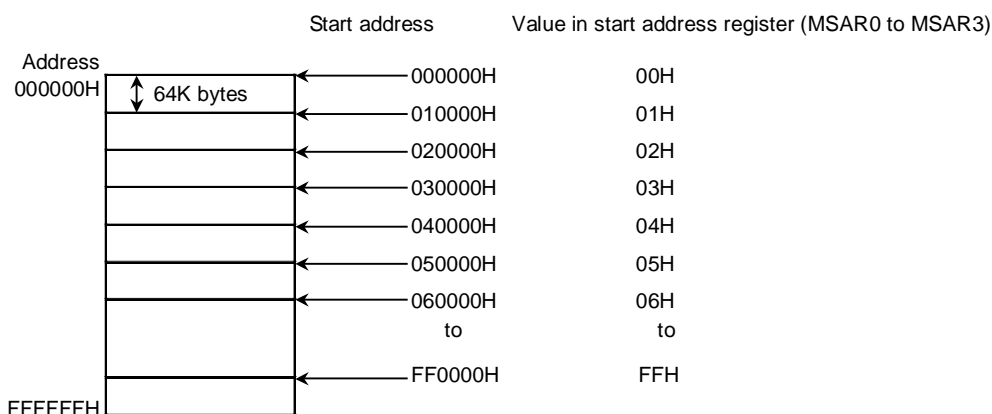 Start address Value in start address register (MSAR0 to MSAR3)
Address
000000H
64K bytes
000000H 00H
010000H 01H
020000H 02H
030000H 03H
040000H 04H
050000H 05H
060000H 06H
to to
FF0000H FFH
FFFFFFH